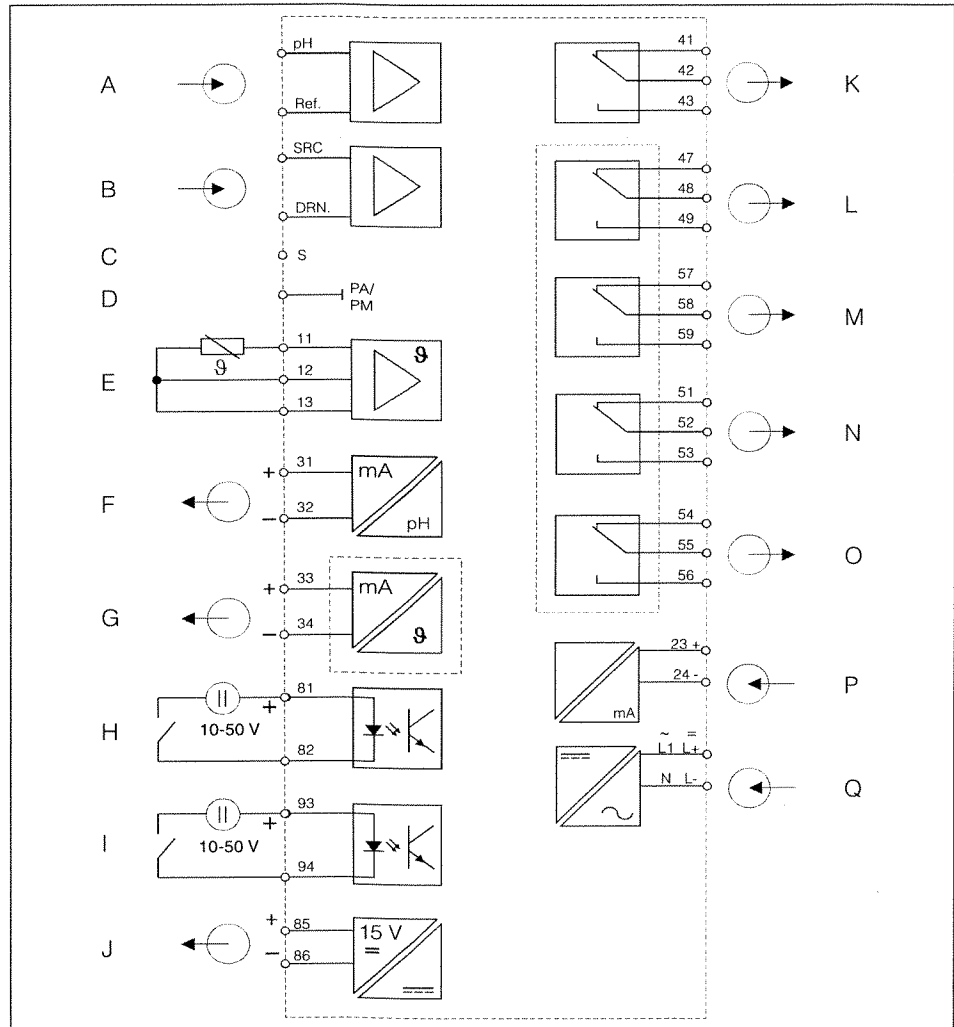 A
pH
Ref.
B
SRC
DRN.
C
S
D
PA/
PM
E
ϑ
11
12
13
ϑ
F
+ 31
− 32
mA
pH
G
+ 33
− 34
mA
ϑ
H
10-50 V
81
+
82
I
10-50 V
93
+
94
J
+ 85
− 86
15 V
=
41
42
43
K
47
48
49
L
57
58
59
M
51
52
53
N
54
55
56
O
23 +
24 -
mA
P
~ =
L1 L+
N L-
Q